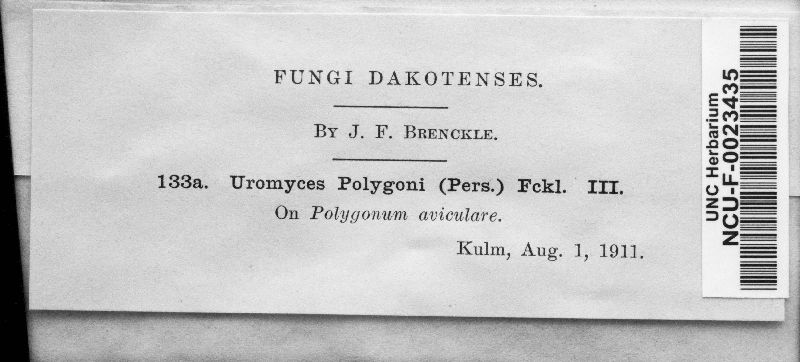 FUNGI DAKOTENSES.
BY J. F. BRENCKLE.
133a. Uromyces Polygoni (Pers.) Fckl. III.
On Polygonum aviculare.
Kulm, Aug. 1, 1911.
UNC Herbarium
NCU-F-0023435